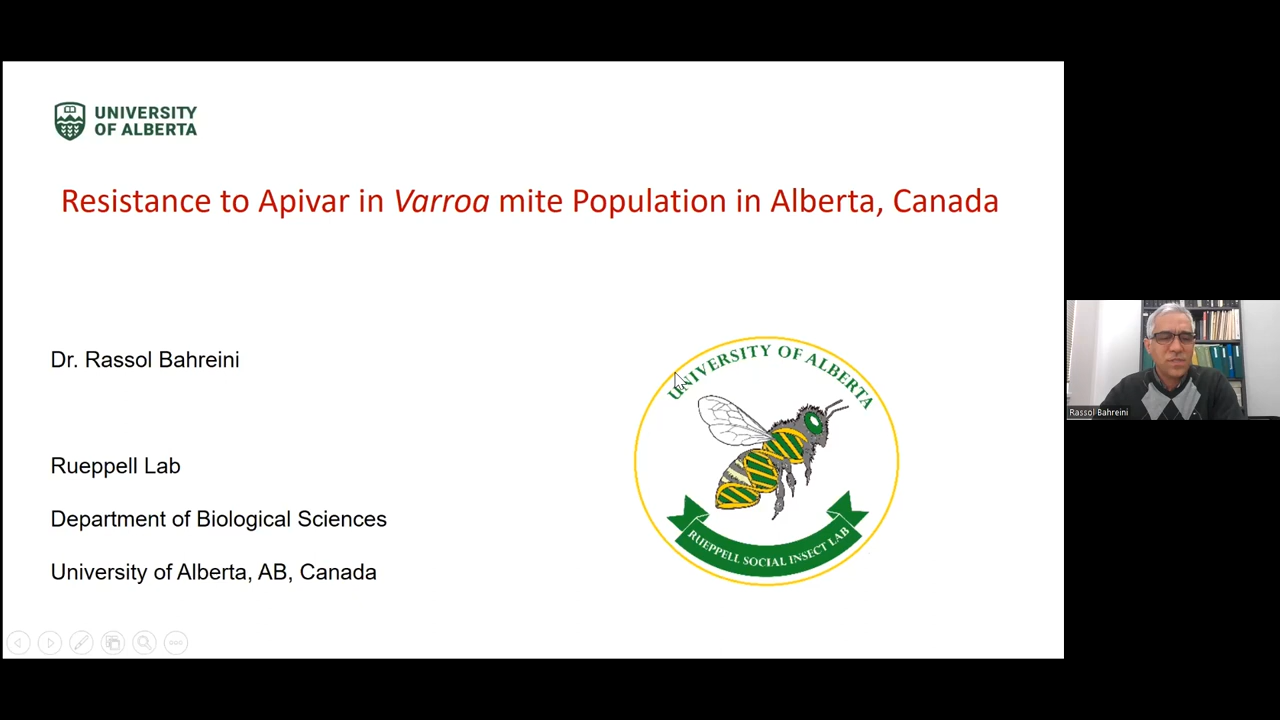 UNIVERSITY
OF ALBERTA
Resistance to Apivar in Varroa mite Population in Alberta, Canada
Dr. Rassol Bahreini
Rueppell Lab
Department of Biological Sciences
University of Alberta, AB, Canada
UNIVERSITY OF ALBERTA
RUEPPELL SOCIAL INSECT LAB
Rassol Bahreini